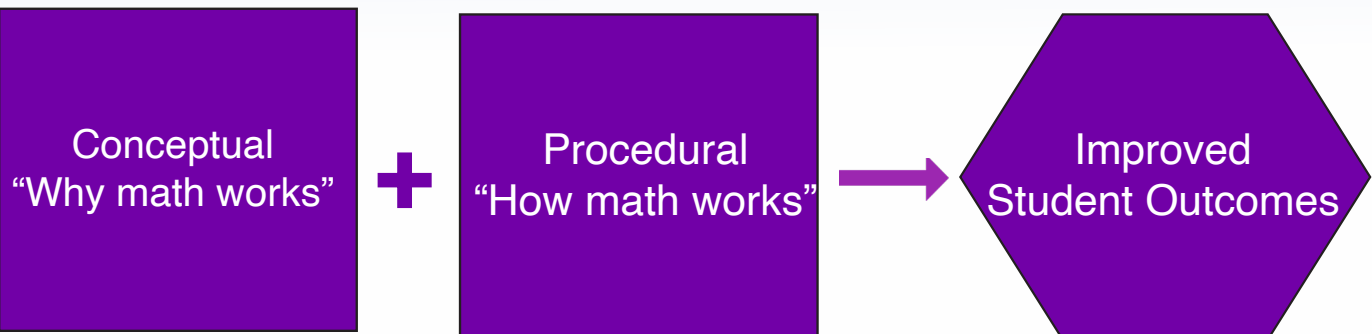 Conceptual
“Why math works”
Procedural
“How math works”
Improved
Student Outcomes